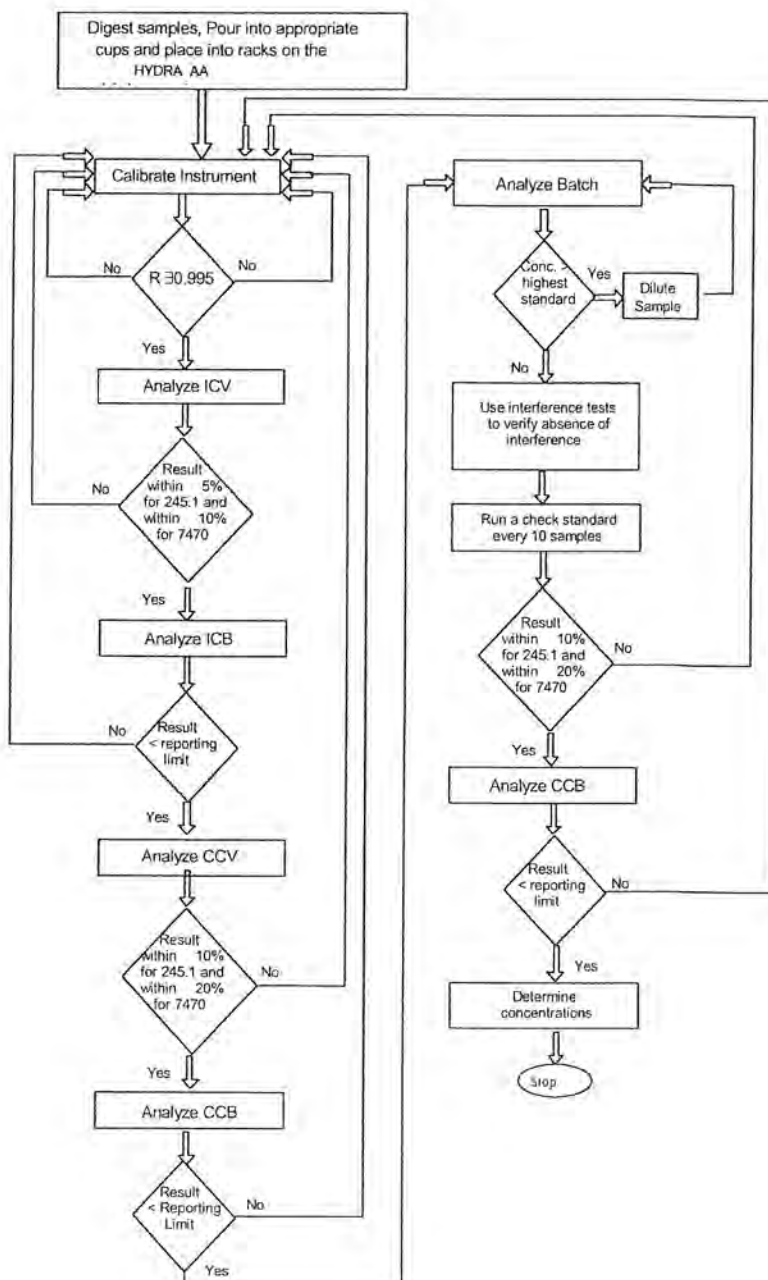 Digest samples, Pour into appropriate
cups and place into racks on the
HYDRA AA
Calibrate Instrument
No
R ∃0.995
No
Yes
Analyze ICV
Result
within 5%
for 245.1 and
within 10%
for 7470
No
Yes
Analyze ICB
No
Result
< reporting
limit
Yes
Analyze CCV
Result
within 10%
for 245.1 and
within 20%
for 7470
No
Yes
Analyze CCB
Result
< Reporting
Limit
No
Yes
Analyze Batch
Conc. >
highest
standard
Yes
Dilute
Sample
No
Use interference tests
to verify absence of
interference
Run a check standard
every 10 samples
Result
within 10%
for 245.1 and
within 20%
for 7470
No
Yes
Analyze CCB
Result
< reporting
limit
No
Yes
Determine
concentrations
Stop